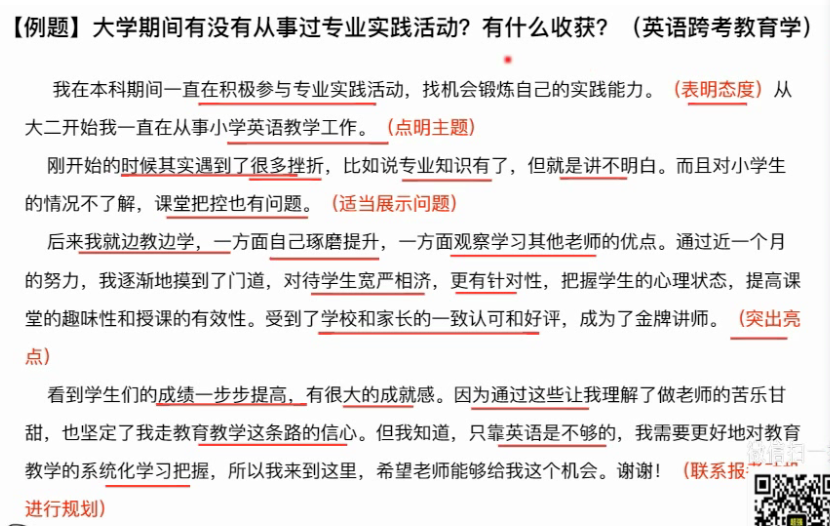 【例题】大学期间有没有从事过专业实践活动？有什么收获？（英语跨考教育学）
我在本科期间一直在积极参与专业实践活动，找机会锻炼自己的实践能力。（表明态度）从
大二开始我一直在从事小学英语教学工作。（点明主题）
刚开始的时候其实遇到了很多挫折，比如说专业知识有了，但就是讲不明白。而且对小学生
的情况不了解，课堂把控也有问题。（适当展示问题）
后来我就边教边学，一方面自己琢磨提升，一方面观察学习其他老师的优点。通过近一个月
的努力，我逐渐地摸到了门道，对待学生宽严相济，更有针对性，把握学生的心理状态，提高课
堂的趣味性和授课的有效性。受到了学校和家长的一致认可和好评，成为了金牌讲师。（突出亮
点）
看到学生们的成绩一步步提高，有很大的成就感。因为通过这些让我理解了做老师的苦乐甘
甜，也坚定了我走教育教学这条路的信心。但我知道，只靠英语是不够的，我需要更好地对教育
教学的系统化学习把握，所以我来到这里，希望老师能够给我这个机会。谢谢！（联系报
进行规划）
微信扫一